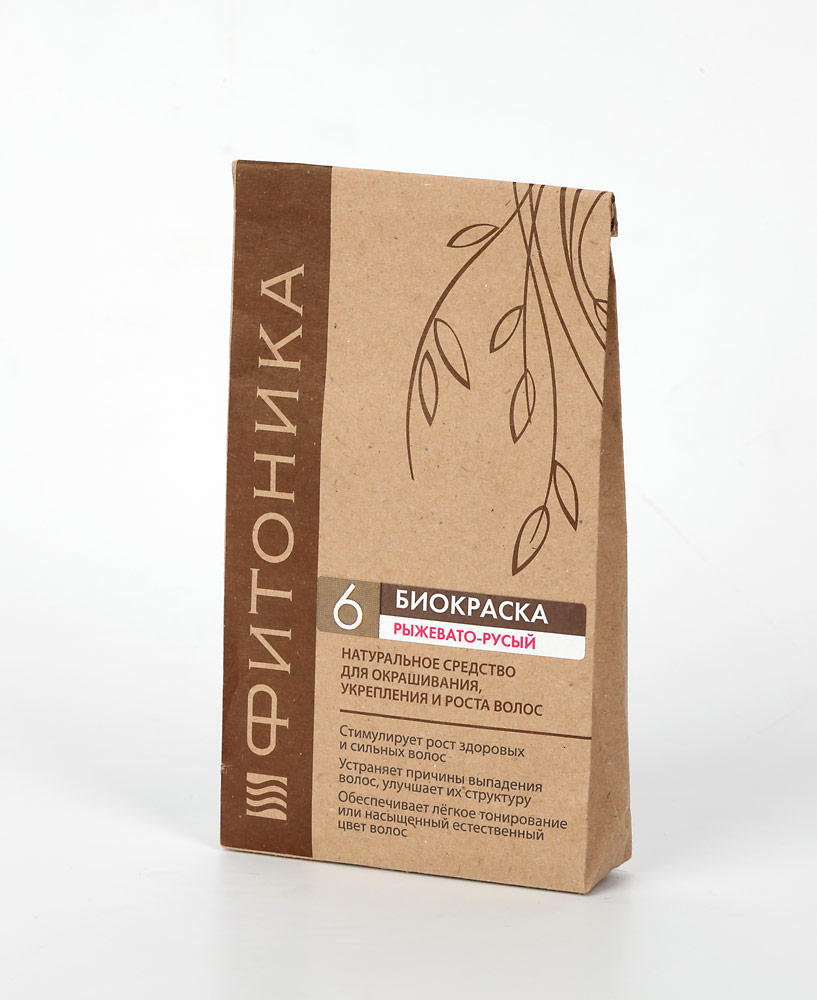 ФИТОНИКА
6
БИОКРАСКА
РЫЖЕВАТО-РУСЫЙ
НАТУРАЛЬНОЕ СРЕДСТВО
ДЛЯ ОКРАШИВАНИЯ,
УКРЕПЛЕНИЯ И РОСТА ВОЛОС
Стимулирует рост здоровых
и сильных волос
Устраняет причины выпадения
волос, улучшает их структуру
Обеспечивает лёгкое тонирование
или насыщенный естественный
цвет волос